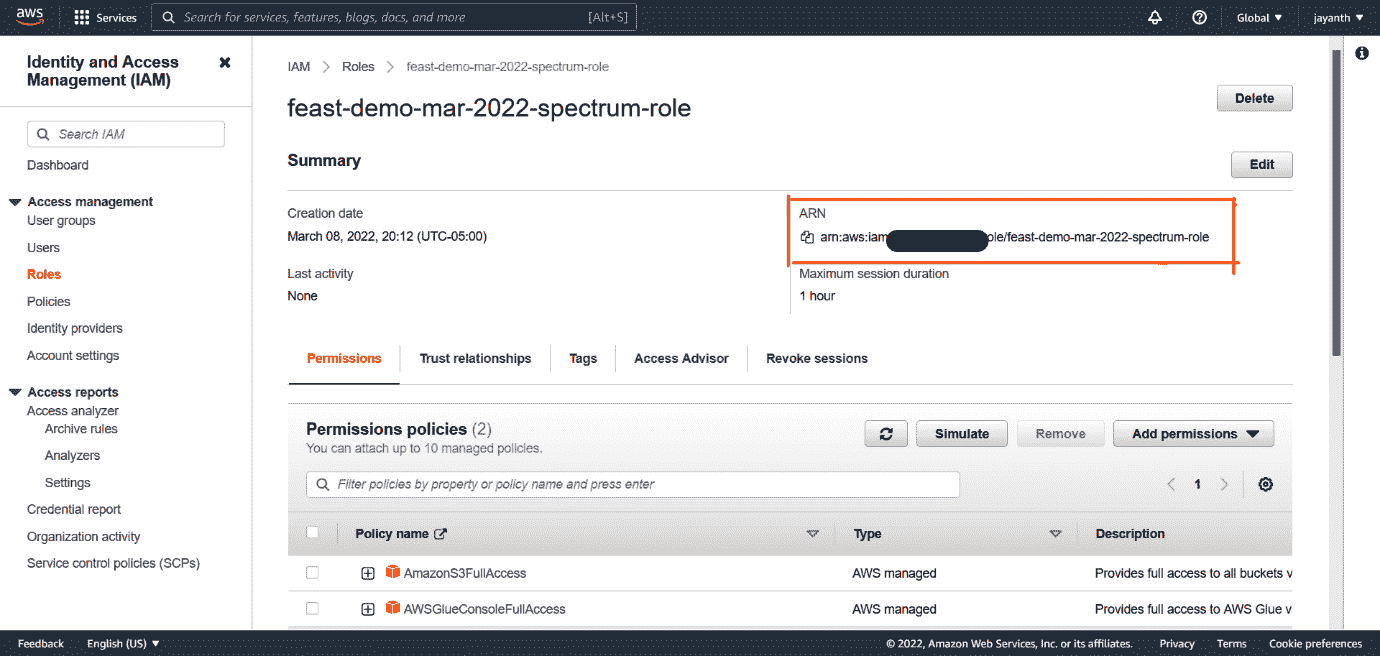 aws Services Search for services, features, blogs, docs, and more [Alt+S] Global jayanth
Identity and Access
Management (IAM)
Search IAM
Dashboard
Access management
User groups
Users
Roles
Policies
Identity providers
Account settings
Access reports
Access analyzer
Archive rules
Analyzers
Settings
Credential report
Organization activity
Service control policies (SCPs)
IAM Roles feast-demo-mar-2022-spectrum-role
feast-demo-mar-2022-spectrum-role
Delete
Summary
Edit
Creation date
March 08, 2022, 20:12 (UTC-05:00)
ARN
arn:aws:iam ole/feast-demo-mar-2022-spectrum-role
Last activity
None
Maximum session duration
1 hour
Permissions Trust relationships Tags Access Advisor Revoke sessions
Permissions policies (2)
You can attach up to 10 managed policies.
Simulate Remove Add permissions
Filter policies by property or policy name and press enter
1
Policy name Type Description
AmazonS3FullAccess AWS managed Provides full access to all buckets v
AWSGlueConsoleFullAccess AWS managed Provides full access to AWS Glue v
Feedback English (US) © 2022, Amazon Web Services, Inc. or its affiliates. Privacy Terms Cookie preferences